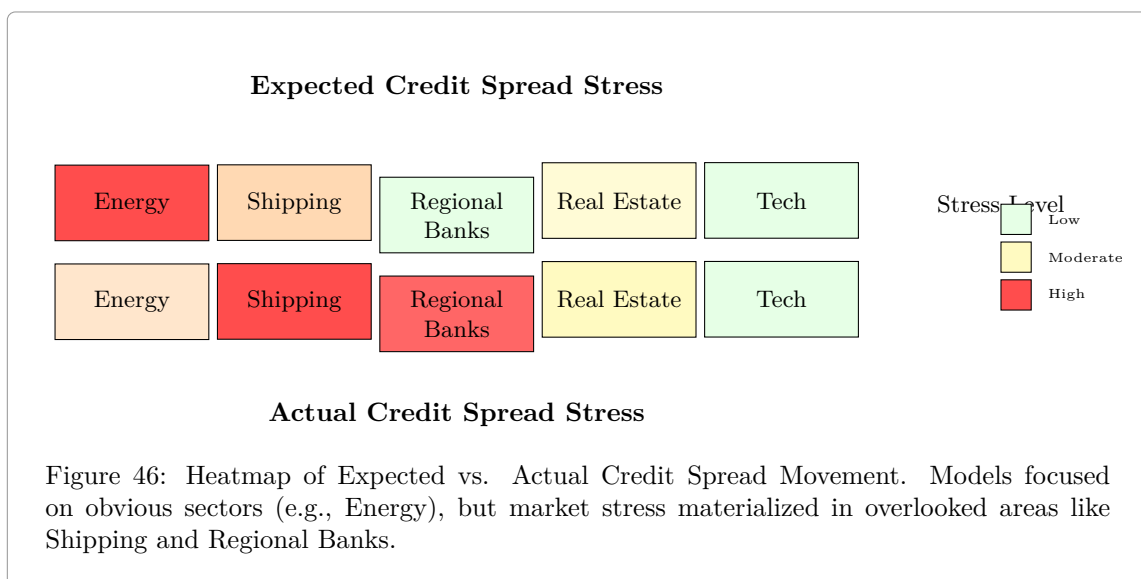 Expected Credit Spread Stress
Energy
Shipping
Regional
Banks
Real Estate
Tech
Stress Level
Low
Moderate
High
Energy
Shipping
Regional
Banks
Real Estate
Tech
Actual Credit Spread Stress
Figure 46: Heatmap of Expected vs. Actual Credit Spread Movement. Models focused
on obvious sectors (e.g., Energy), but market stress materialized in overlooked areas like
Shipping and Regional Banks.